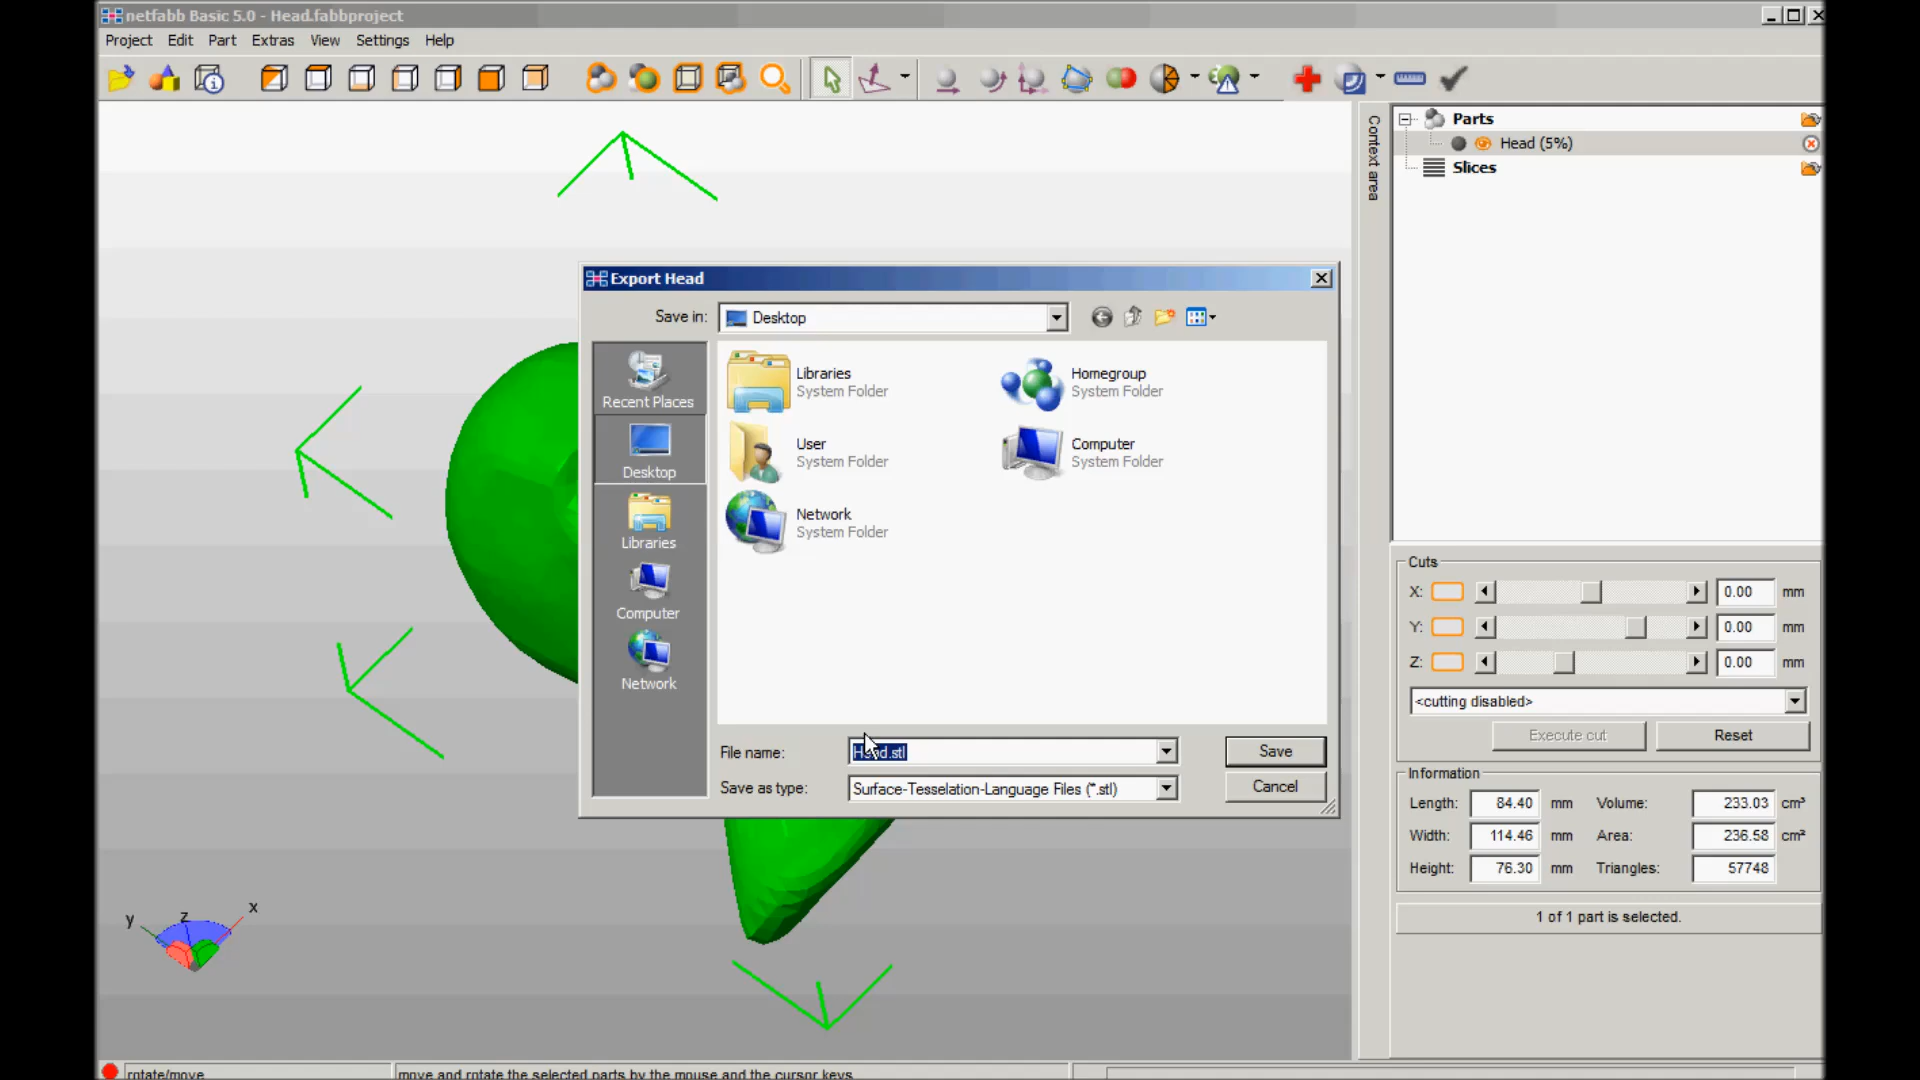 netfabb Basic 5.0 - Head.fabbproject
Project Edit Part Extras View Settings Help
Context area
Parts
Head (5%)
Slices
Export Head
Save in: Desktop
Recent Places
Desktop
Libraries
Computer
Network
Libraries
System Folder
Homegroup
System Folder
User
System Folder
Computer
System Folder
Network
System Folder
File name: Head.stl Save
Save as type: Surface-Tesselation-Language Files (*.stl) Cancel
Cuts
X: 0.00 mm
Y: 0.00 mm
Z: 0.00 mm
<cutting disabled>
Execute cut Reset
Information
Length: 84.40 mm Volume: 233.03 cm³
Width: 114.46 mm Area: 236.58 cm²
Height: 76.30 mm Triangles: 57748
1 of 1 part is selected.
y z x
rotate/move move and rotate the selected parts by the mouse and the cursor keys